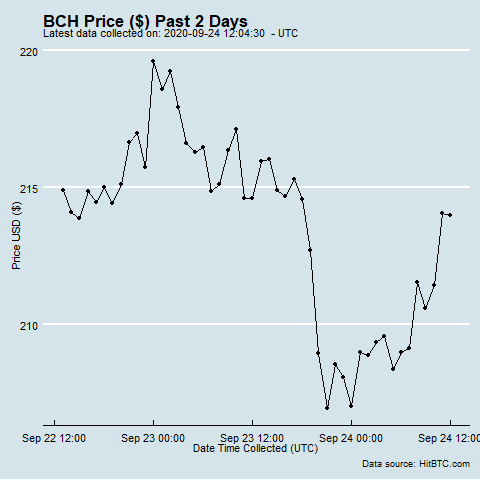 BCH Price ($) Past 2 Days
Latest data collected on: 2020-09-24 12:04:30 - UTC
220
215
210
Price USD ($)
Sep 22 12:00 Sep 23 00:00 Sep 23 12:00 Sep 24 00:00 Sep 24 12:00
Date Time Collected (UTC)
Data source: HitBTC.com